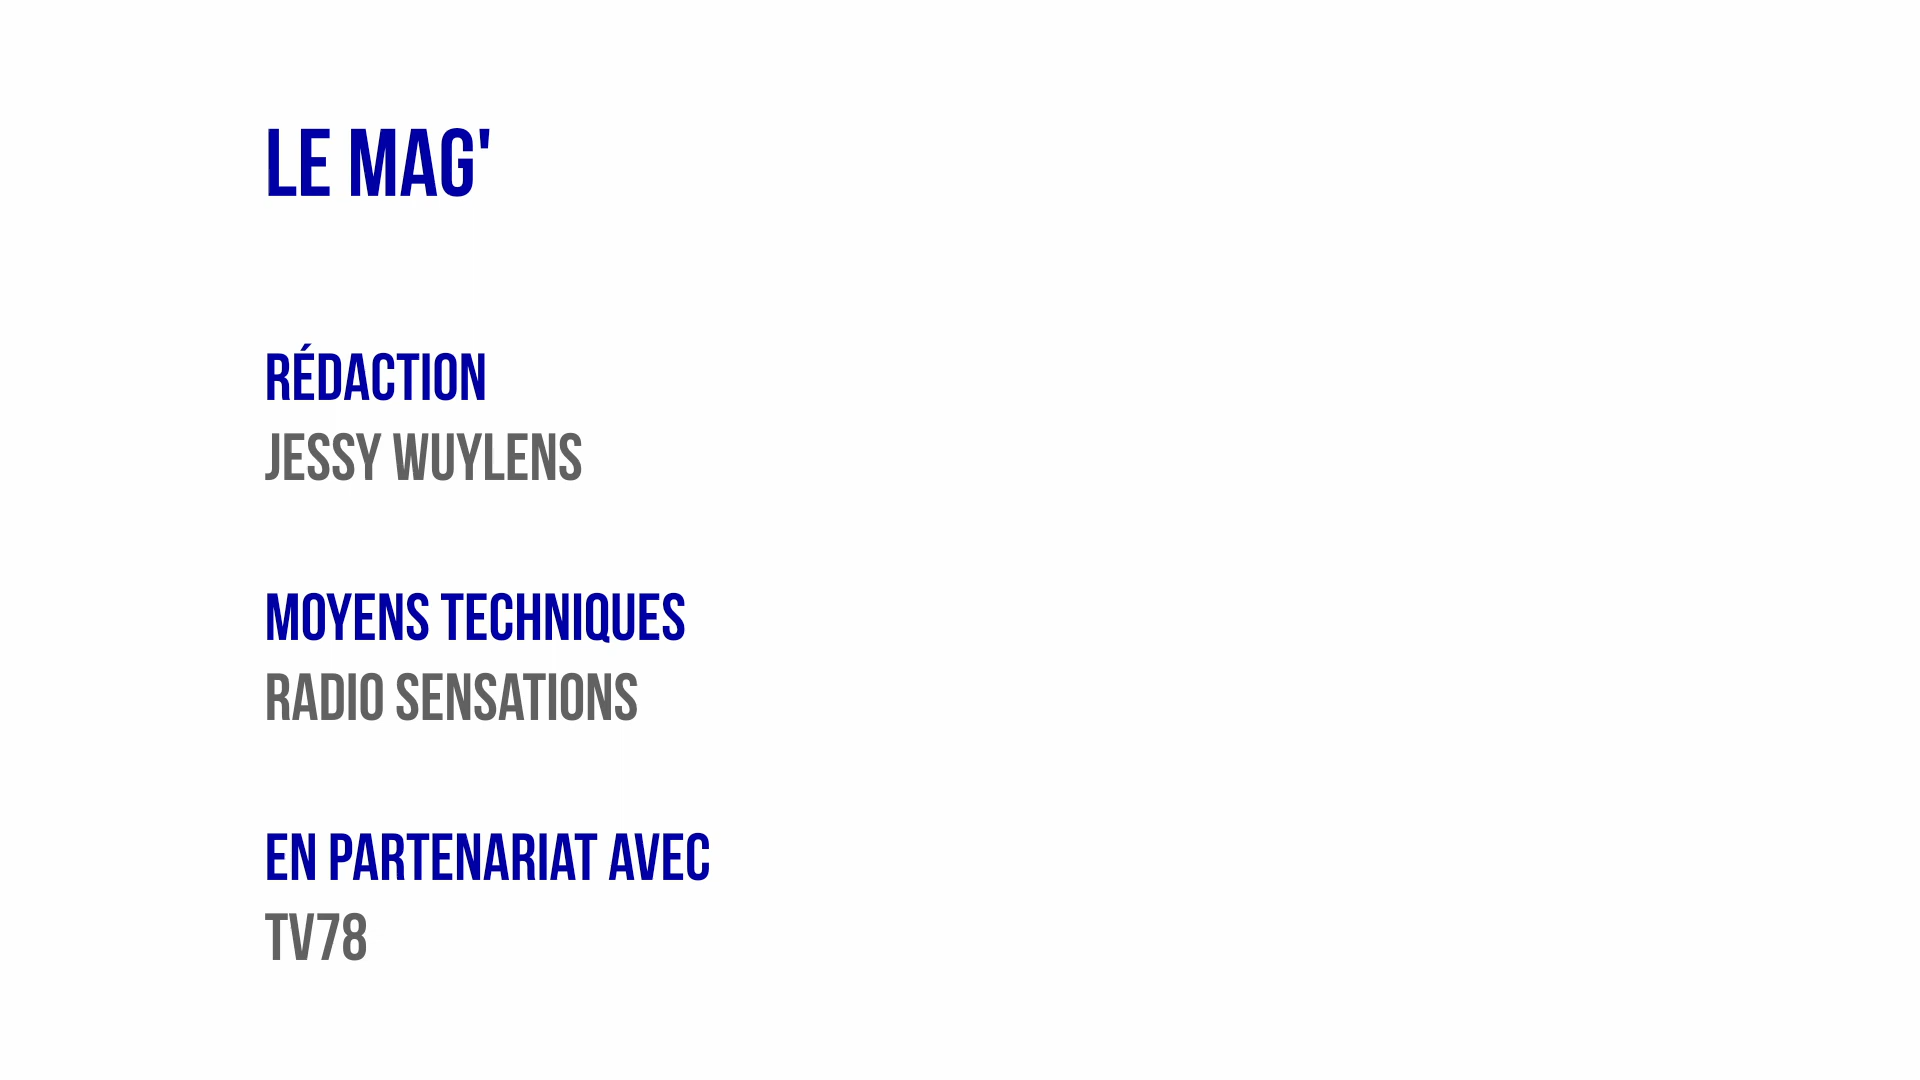 LE MAG'
RÉDACTION
JESSY WUYLENS
MOYENS TECHNIQUES
RADIO SENSATIONS
EN PARTENARIAT AVEC
TV78